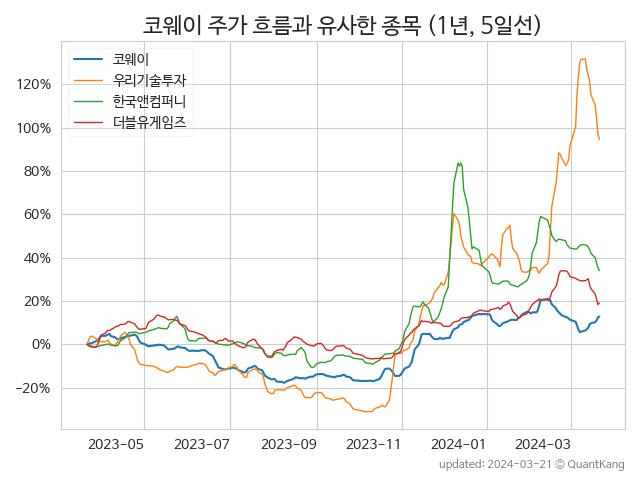 코웨이 주가 흐름과 유사한 종목 (1년, 5일선)
코웨이
우리기술투자
한국앤컴퍼니
더블유게임즈
120%
100%
80%
60%
40%
20%
0%
−20%
2023-05 2023-07 2023-09 2023-11 2024-01 2024-03
updated: 2024-03-21 © QuantKang